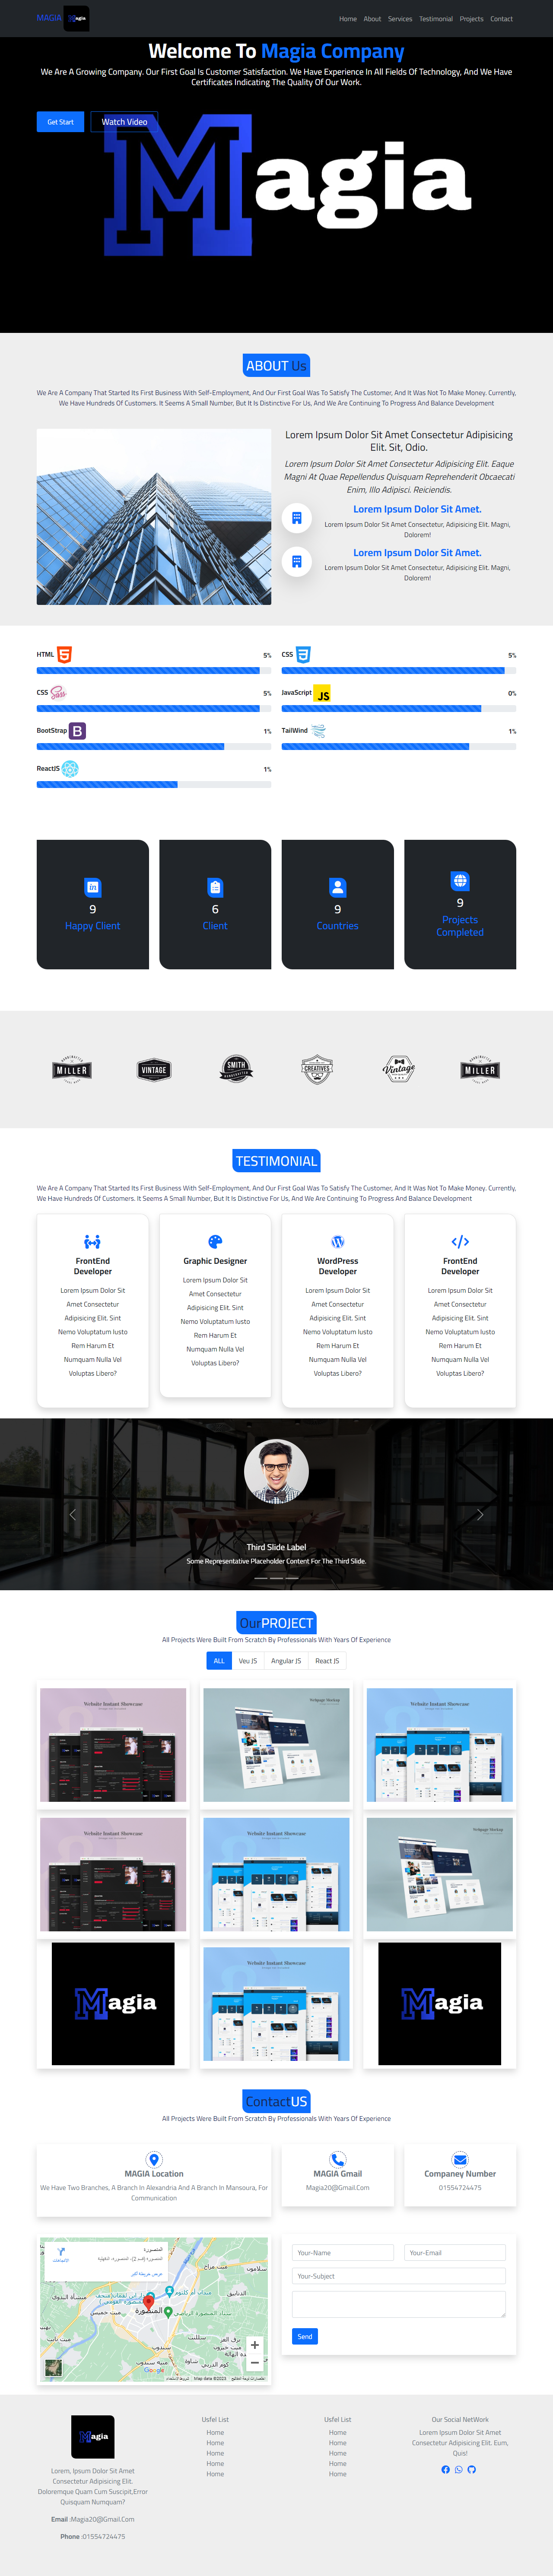 MAGIA Magia
Home About Services Testimonial Projects Contact
Welcome To Magia Company
We Are A Growing Company. Our First Goal Is Customer Satisfaction. We Have Experience In All Fields Of Technology, And We Have
Certificates Indicating The Quality Of Our Work.
Get Start Watch Video
Magia
ABOUT Us
We Are A Company That Started Its First Business With Self-Employment, And Our First Goal Was To Satisfy The Customer, And It Was Not To Make Money. Currently,
We Have Hundreds Of Customers. It Seems A Small Number, But It Is Distinctive For Us, And We Are Continuing To Progress And Balance Development
Lorem Ipsum Dolor Sit Amet Consectetur Adipisicing
Elit. Sit, Odio.
Lorem Ipsum Dolor Sit Amet Consectetur Adipisicing Elit. Eaque
Magni At Quae Repellendus Quisquam Reprehenderit Obcaecati
Enim, Illo Adipisci. Reiciendis.
Lorem Ipsum Dolor Sit Amet.
Lorem Ipsum Dolor Sit Amet Consectetur, Adipisicing Elit. Magni,
Dolorem!
Lorem Ipsum Dolor Sit Amet.
Lorem Ipsum Dolor Sit Amet Consectetur, Adipisicing Elit. Magni,
Dolorem!
HTML 5 5%
CSS 3 5%
CSS Sass 5%
JavaScript JS 0%
BootStrap B 1%
TailWind 1%
ReactJS 1%
9
Happy Client
6
Client
9
Countries
9
Projects
Completed
MILLER
VINTAGE
SMITH
CREATIVES
Vintage
MILLER
TESTIMONIAL
We Are A Company That Started Its First Business With Self-Employment, And Our First Goal Was To Satisfy The Customer, And It Was Not To Make Money. Currently,
We Have Hundreds Of Customers. It Seems A Small Number, But It Is Distinctive For Us, And We Are Continuing To Progress And Balance Development
FrontEnd
Developer
Lorem Ipsum Dolor Sit
Amet Consectetur
Adipisicing Elit. Sint
Nemo Voluptatum Iusto
Rem Harum Et
Numquam Nulla Vel
Voluptas Libero?
Graphic Designer
Lorem Ipsum Dolor Sit
Amet Consectetur
Adipisicing Elit. Sint
Nemo Voluptatum Iusto
Rem Harum Et
Numquam Nulla Vel
Voluptas Libero?
WordPress
Developer
Lorem Ipsum Dolor Sit
Amet Consectetur
Adipisicing Elit. Sint
Nemo Voluptatum Iusto
Rem Harum Et
Numquam Nulla Vel
Voluptas Libero?
FrontEnd
Developer
Lorem Ipsum Dolor Sit
Amet Consectetur
Adipisicing Elit. Sint
Nemo Voluptatum Iusto
Rem Harum Et
Numquam Nulla Vel
Voluptas Libero?
Third Slide Label
Some Representative Placeholder Content For The Third Slide.
OurPROJECT
All Projects Were Built From Scratch By Professionals With Years Of Experience
ALL Veu JS Angular JS React JS
Website Instant Showcase
Webpage Mockup
Website Instant Showcase
Website Instant Showcase
Website Instant Showcase
Webpage Mockup
Magia
Website Instant Showcase
Magia
ContactUS
All Projects Were Built From Scratch By Professionals With Years Of Experience
MAGIA Location
We Have Two Branches, A Branch In Alexandria And A Branch In Mansoura, For
Communication
MAGIA Gmail
Magia20@Gmail.Com
Companey Number
01554724475
المنصورة
الاتجاهات
عرض خريطة أكبر
المنصورة
Google
Map data ©2023
Your-Name
Your-Email
Your-Subject
Send
Magia
Lorem, Ipsum Dolor Sit Amet
Consectetur Adipisicing Elit.
Doloremque Quam Cum Suscipit,Error
Quisquam Numquam?
Email :Magia20@Gmail.Com
Phone :01554724475
Usfel List
Home
Home
Home
Home
Home
Usfel List
Home
Home
Home
Home
Home
Our Social NetWork
Lorem Ipsum Dolor Sit Amet
Consectetur Adipisicing Elit. Eum,
Quis!